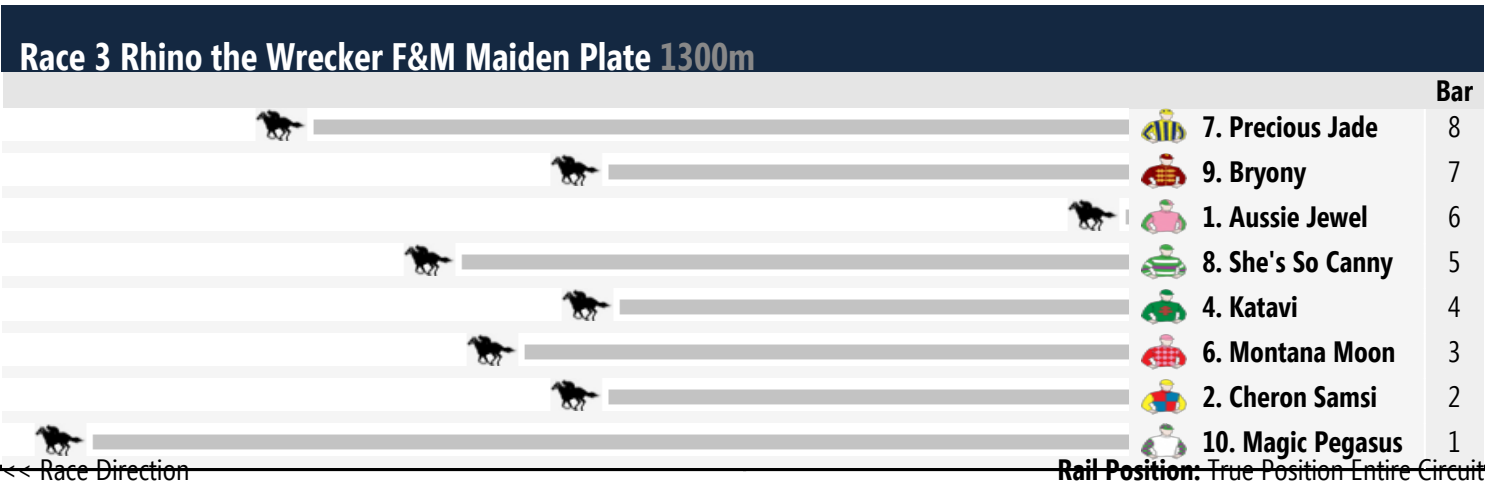 Race 3 Rhino the Wrecker F&M Maiden Plate 1300m
Bar
7. Precious Jade 8
9. Bryony 7
1. Aussie Jewel 6
8. She's So Canny 5
4. Katavi 4
6. Montana Moon 3
2. Cheron Samsi 2
10. Magic Pegasus 1
<< Race Direction Rail Position: True Position Entire Circuit